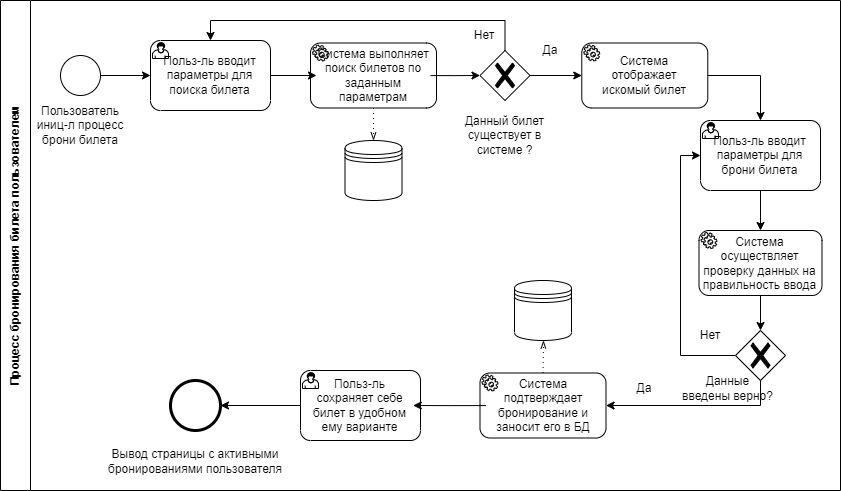 Процесс бронирования билета пользователем
Пользователь
иниц-л процесс
брони билета
Польз-ль вводит
параметры для
поиска билета
Система выполняет
поиск билетов по
заданным
параметрам
Нет
Данный билет
существует в
системе ?
Да
Система
отображает
искомый билет
Польз-ль вводит
параметры для
брони билета
Система
осуществляет
проверку данных на
правильность ввода
Нет
Данные
введены верно?
Да
Система
подтверждает
бронирование и
заносит его в БД
Польз-ль
сохраняет себе
билет в удобном
ему варианте
Вывод страницы с активными
бронированиями пользователя